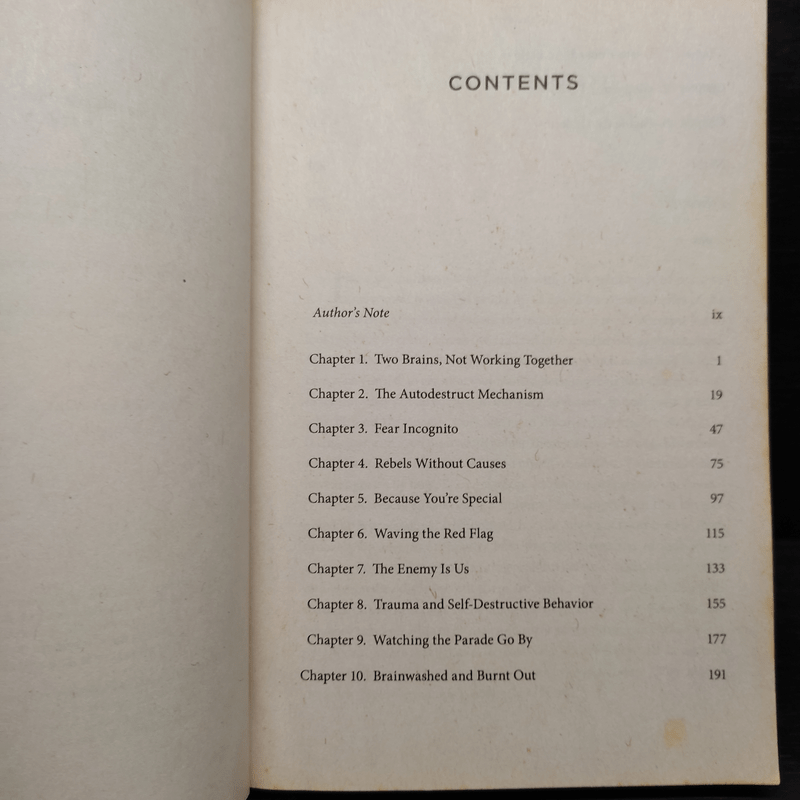 CONTENTS
Author's Note ix
Chapter 1. Two Brains, Not Working Together 1
Chapter 2. The Autodestruct Mechanism 19
Chapter 3. Fear Incognito 47
Chapter 4. Rebels Without Causes 75
Chapter 5. Because You're Special 97
Chapter 6. Waving the Red Flag 115
Chapter 7. The Enemy Is Us 133
Chapter 8. Trauma and Self-Destructive Behavior 155
Chapter 9. Watching the Parade Go By 177
Chapter 10. Brainwashed and Burnt Out 191